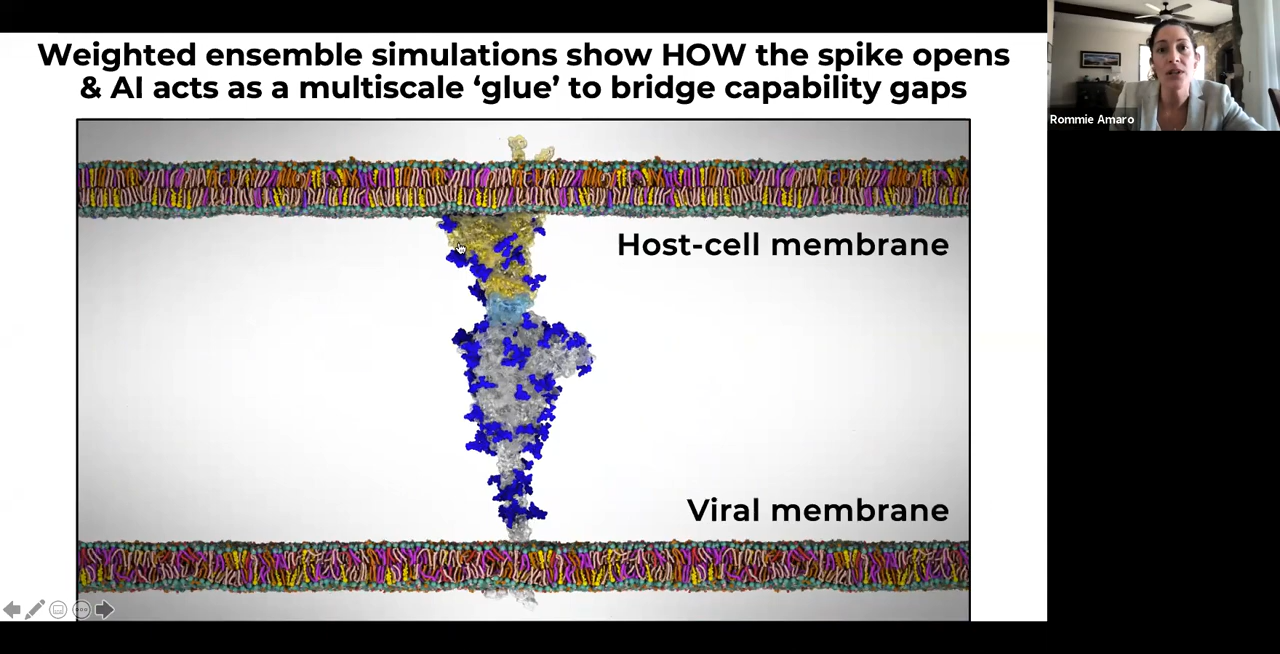 Weighted ensemble simulations show HOW the spike opens
& AI acts as a multiscale ‘glue’ to bridge capability gaps
Rommie Amaro
Host-cell membrane
Viral membrane